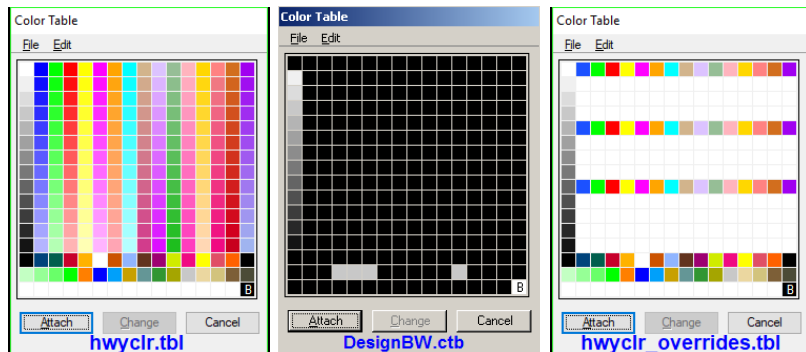 Color Table
File Edit
B
Attach Change Cancel
hwyclr.tbl
Color Table
File Edit
B
Attach Change Cancel
DesignBW.ctb
Color Table
File Edit
B
Attach Change Cancel
hwyclr_overrides.tbl